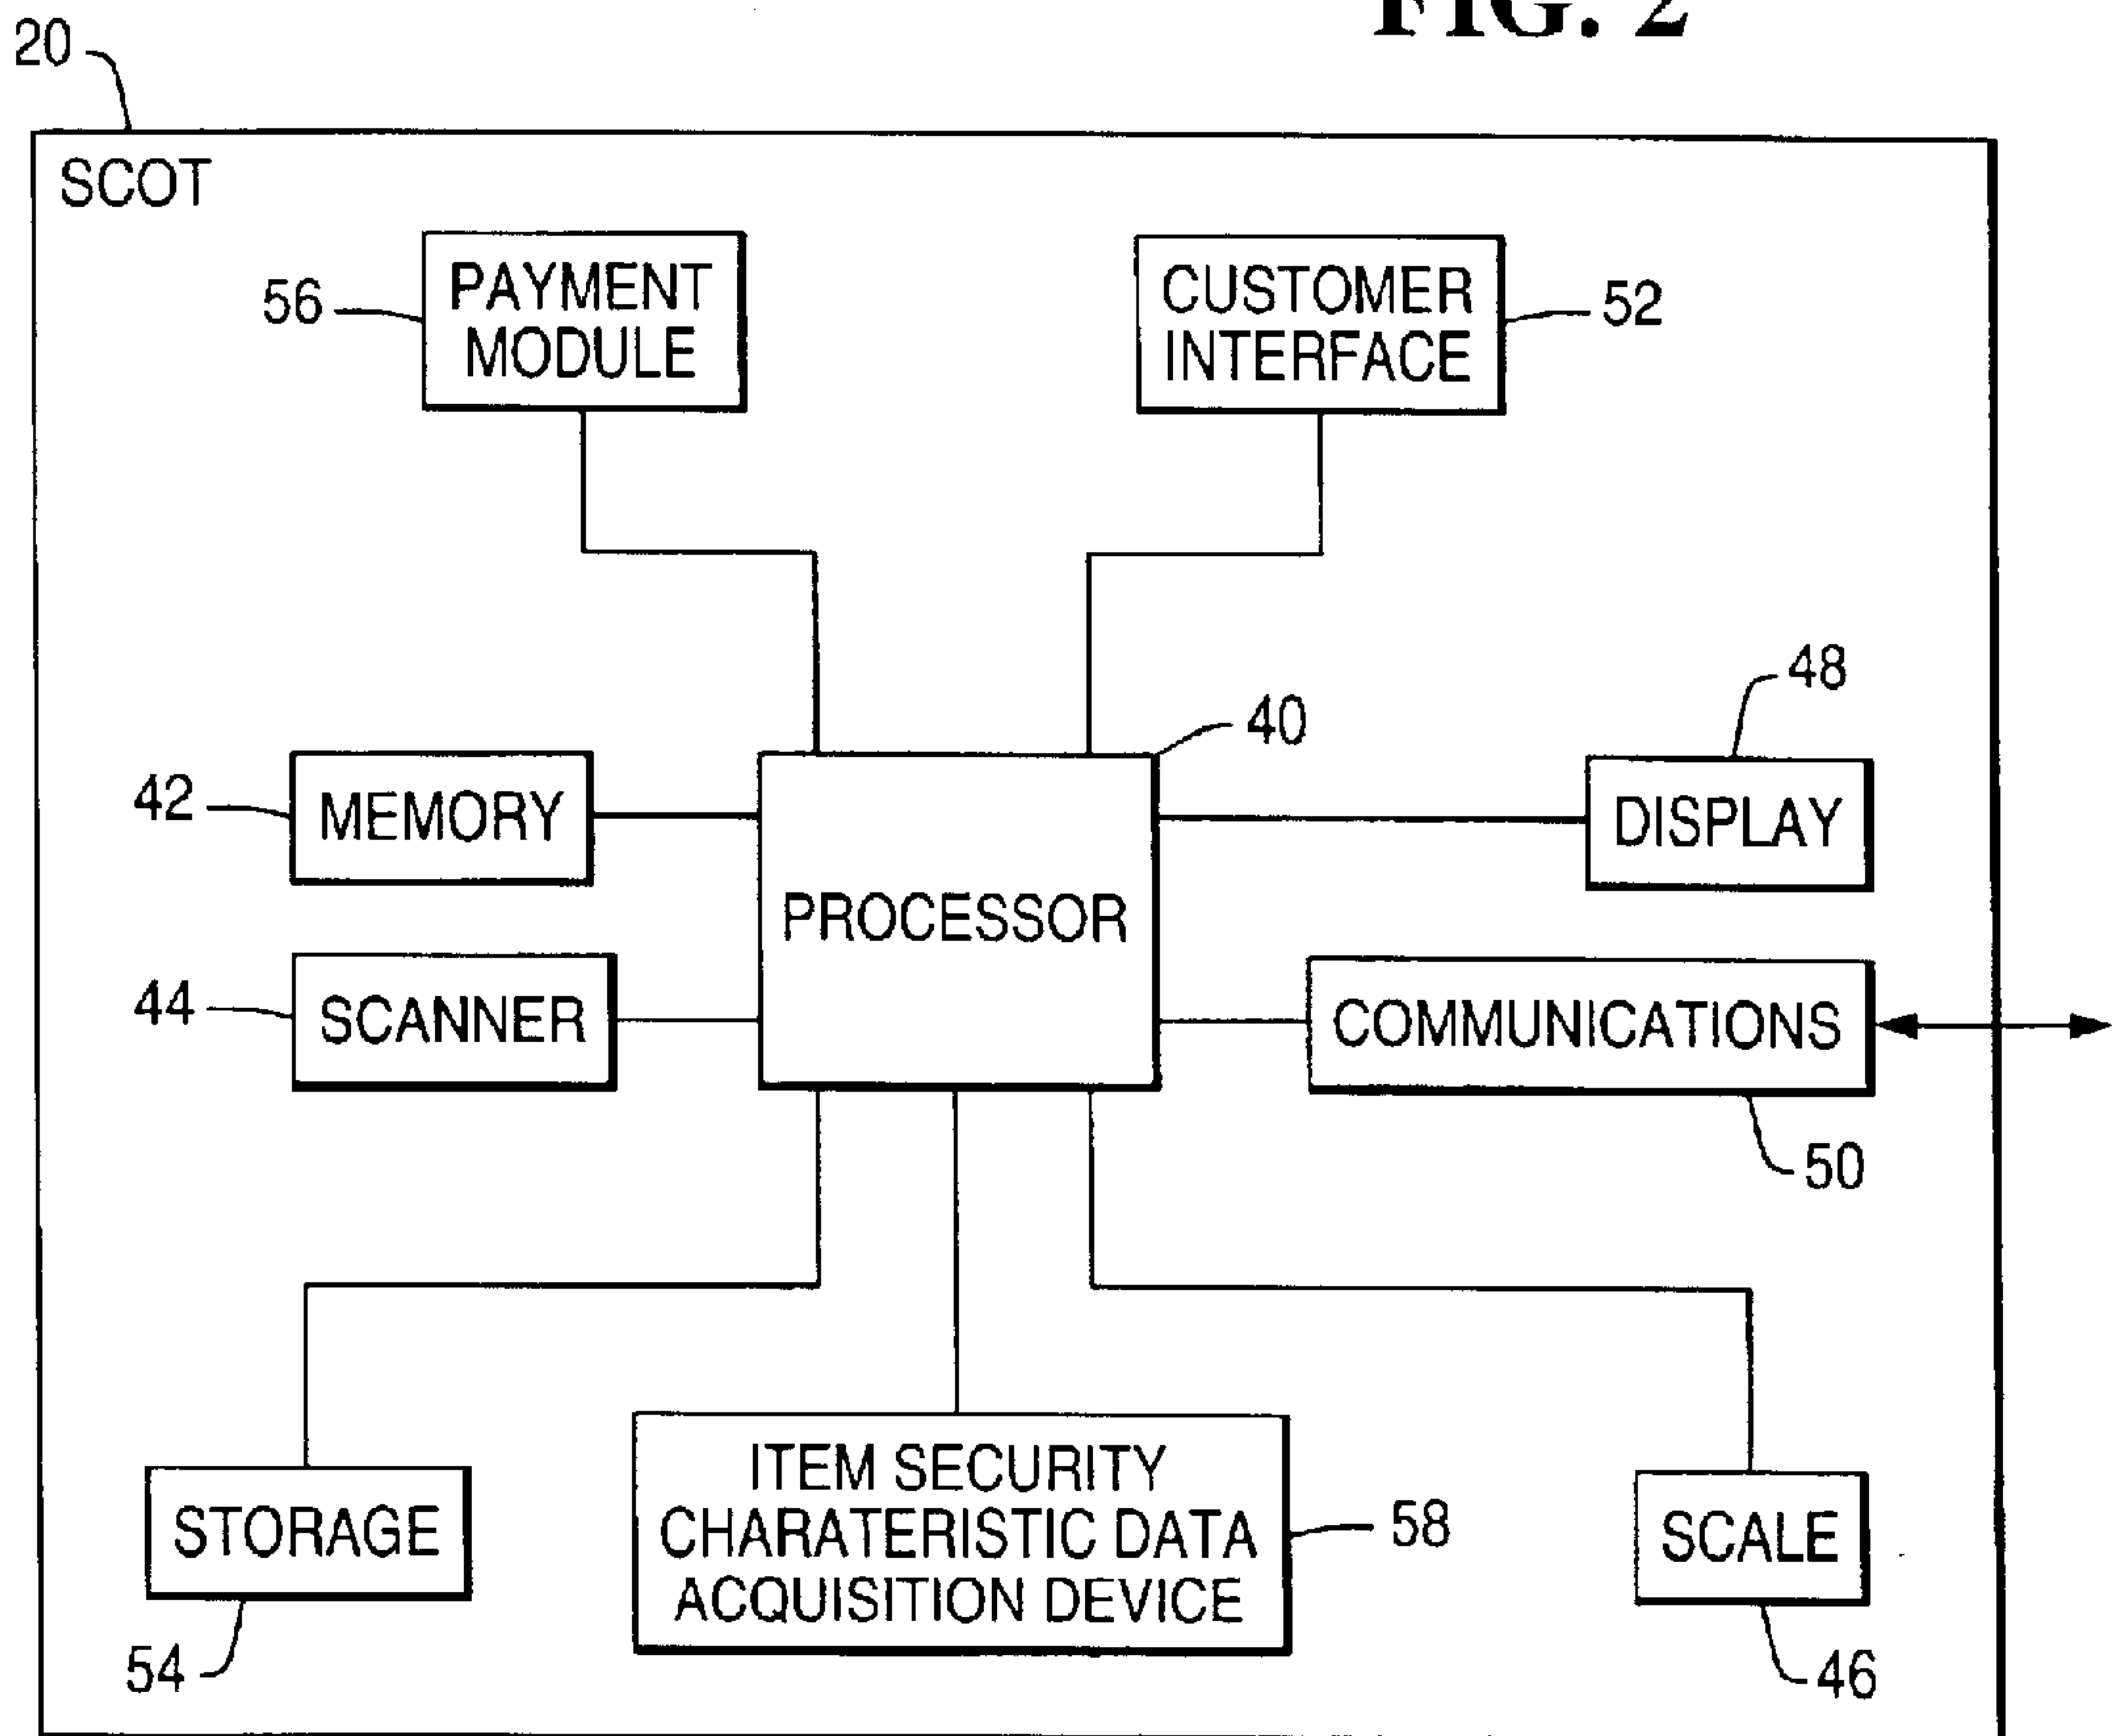 FIG. 2
20
SCOT
PAYMENT
MODULE
56
CUSTOMER
INTERFACE
52
48
40
42
MEMORY
DISPLAY
PROCESSOR
44
SCANNER
COMMUNICATIONS
50
STORAGE
54
ITEM SECURITY
CHARATERISTIC DATA
ACQUISITION DEVICE
58
SCALE
46